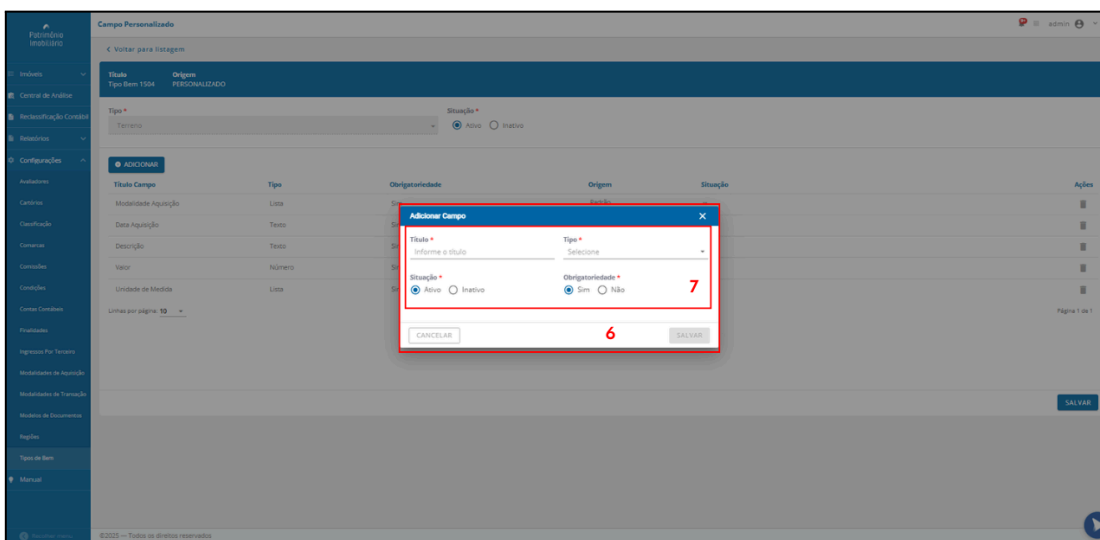 Patrimônio
Imobiliário
Campo Personalizado
admin
Voltar para listagem
Título Origem
Tipo Bem 1504 PERSONALIZADO
Imóveis
Central de Análise
Reclassificação Contábil
Relatórios
Configurações
Avaliadores
Cartórios
Classificação
Comarcas
Comissões
Condições
Contas Contábeis
Finalidades
Ingressos Por Terceiro
Modalidades de Aquisição
Modalidades de Transação
Modelos de Documentos
Regiões
Tipos de Bem
Manual
Tipo * Situação *
Terreno Ativo Inativo
ADICIONAR
Título Campo Tipo Obrigatoriedade Origem Situação Ações
Modalidade Aquisição Lista Sim Padrão
Data Aquisição Texto
Descrição Texto
Valor Número
Unidade de Medida Lista
Linhas por página: 10 Página 1 de 1
Adicionar Campo
Título * Tipo *
Informe o título Selecione
Situação * Obrigatoriedade *
Ativo Inativo Sim Não 7
CANCELAR 6 SALVAR
SALVAR
©2025 — Todos os direitos reservados